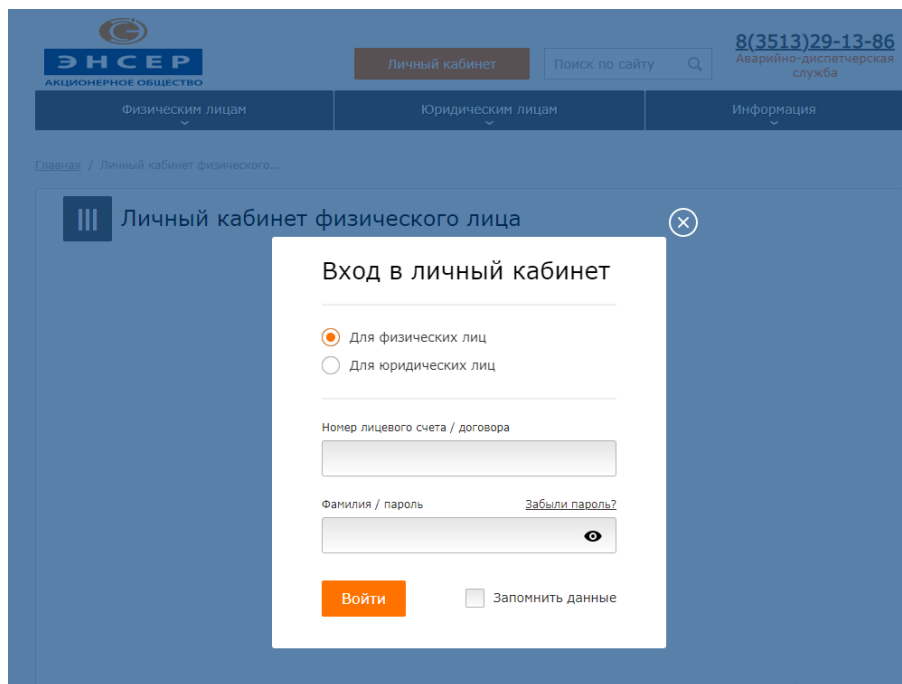 ЭНСЕР
АКЦИОНЕРНОЕ ОБЩЕСТВО
Личный кабинет
Поиск по сайту
8(3513)29-13-86
Аварийно-диспетчерская
служба
Физическим лицам
Юридическим лицам
Информация
Главная / Личный кабинет физического...
Личный кабинет физического лица
Вход в личный кабинет
Для физических лиц
Для юридических лиц
Номер лицевого счета / договора
Фамилия / пароль
Забыли пароль?
Войти
Запомнить данные